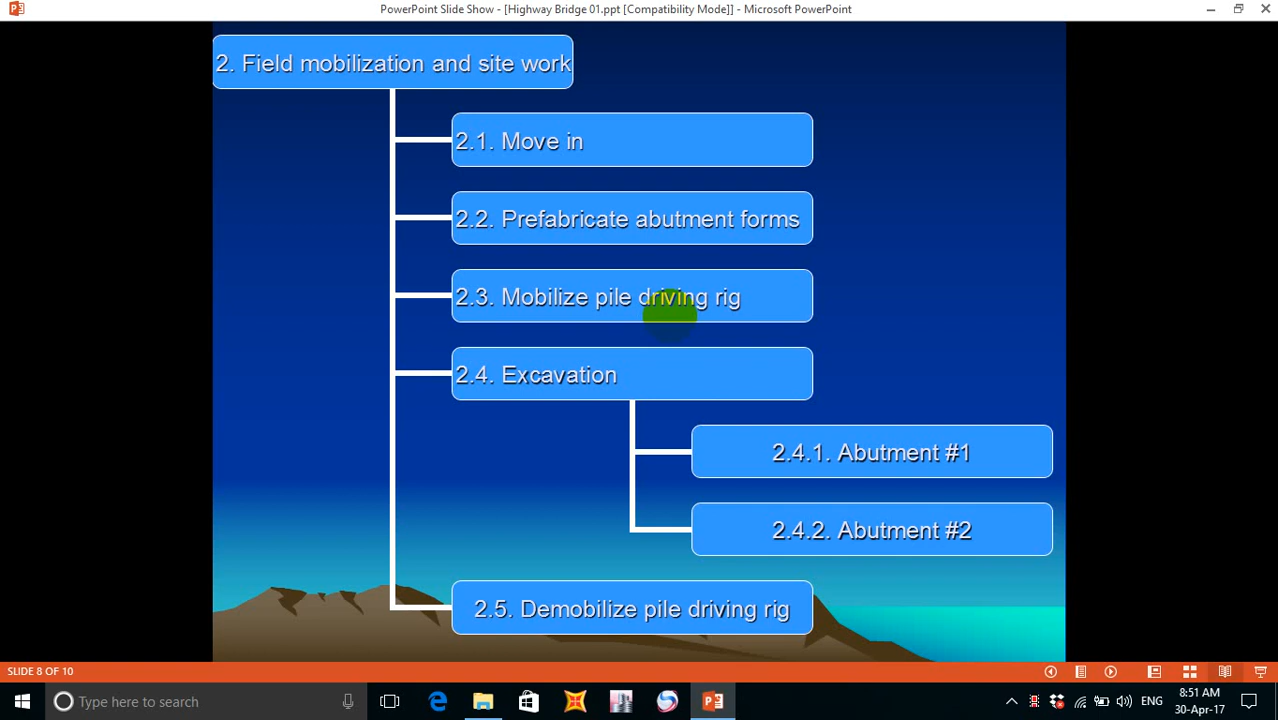 PowerPoint Slide Show - [Highway Bridge 01.ppt [Compatibility Mode]] - Microsoft PowerPoint
2. Field mobilization and site work
2.1. Move in
2.2. Prefabricate abutment forms
2.3. Mobilize pile driving rig
2.4. Excavation
2.4.1. Abutment #1
2.4.2. Abutment #2
2.5. Demobilize pile driving rig
SLIDE 8 OF 10
Type here to search
ENG
8:51 AM
30-Apr-17